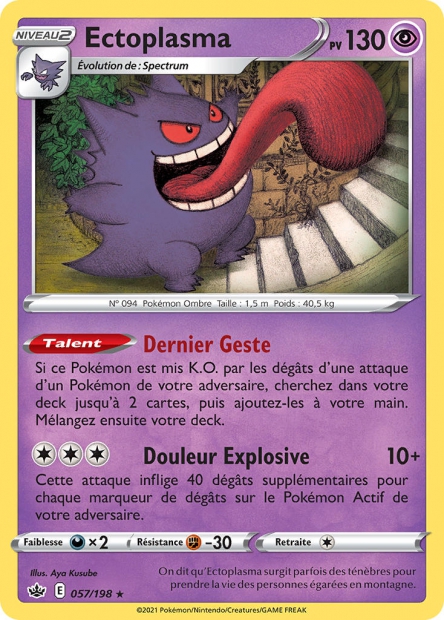 NIVEAU2
Ectoplasma
PV 130
Évolution de : Spectrum
N° 094 Pokémon Ombre Taille : 1,5 m Poids : 40,5 kg
Talent Dernier Geste
Si ce Pokémon est mis K.O. par les dégâts d'une attaque
d'un Pokémon de votre adversaire, cherchez dans votre
deck jusqu'à 2 cartes, puis ajoutez-les à votre main.
Mélangez ensuite votre deck.
Douleur Explosive 10+
Cette attaque inflige 40 dégâts supplémentaires pour
chaque marqueur de dégâts sur le Pokémon Actif de
votre adversaire.
Faiblesse ×2 Résistance -30 Retraite
Illus. Aya Kusube
On dit qu'Ectoplasma surgit parfois des ténèbres pour
prendre la vie des personnes égarées en montagne.
E 057/198 ★
©2021 Pokémon/Nintendo/Creatures/GAME FREAK